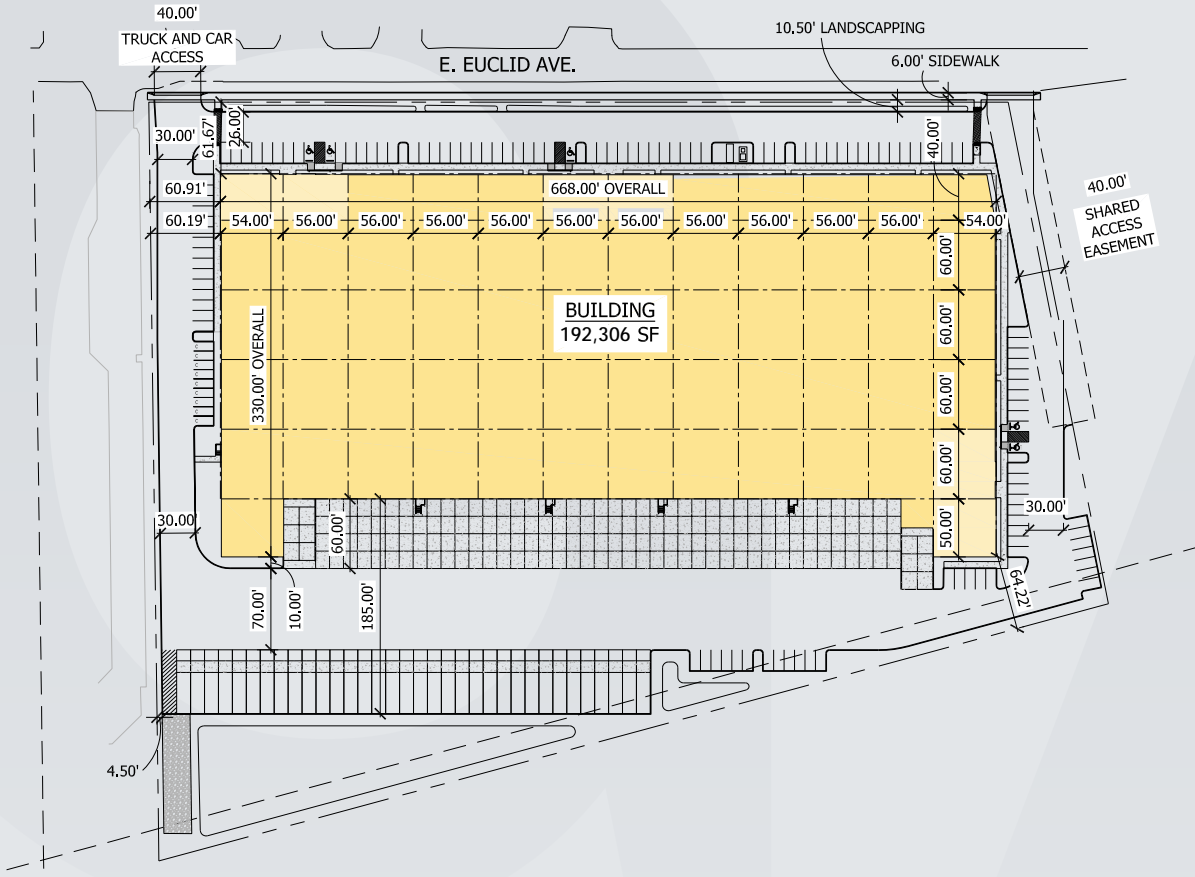 40.00'
TRUCK AND CAR
ACCESS
E. EUCLID AVE.
10.50' LANDSCAPPING
6.00' SIDEWALK
30.00'
61.67'
26.00'
40.00'
40.00'
SHARED
ACCESS
EASEMENT
60.91'
668.00' OVERALL
60.19'
54.00'
56.00'
56.00'
56.00'
56.00'
56.00'
56.00'
56.00'
56.00'
56.00'
56.00'
54.00'
60.00'
BUILDING
192,306 SF
330.00' OVERALL
60.00'
60.00'
60.00'
30.00'
60.00'
50.00'
30.00'
70.00'
10.00'
185.00'
64.22'
4.50'